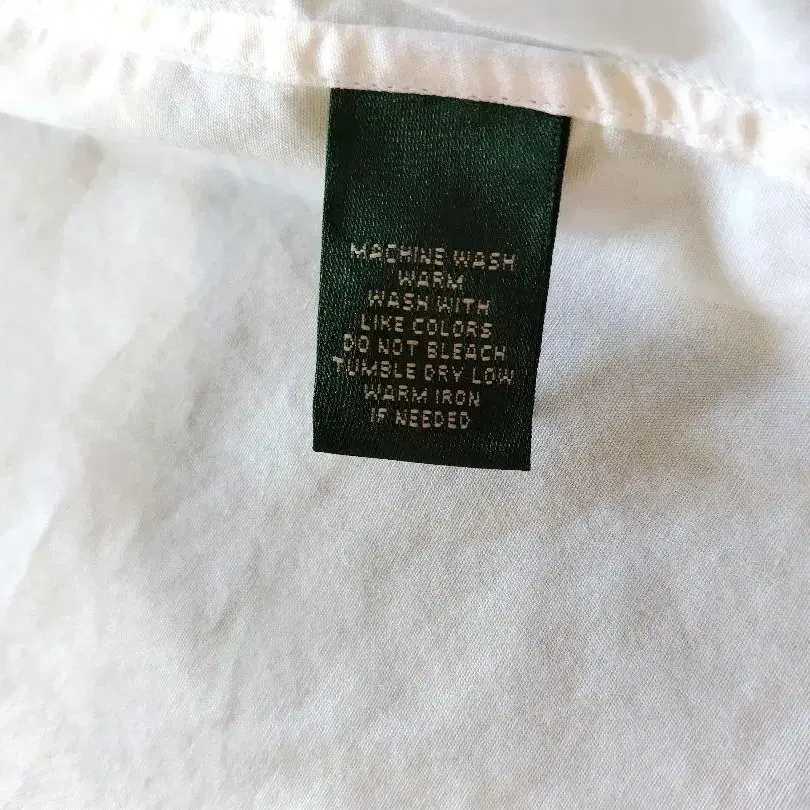 MACHINE WASH
WARM
WASH WITH
LIKE COLORS
DO NOT BLEACH
TUMBLE DRY LOW
WARM IRON
IF NEEDED